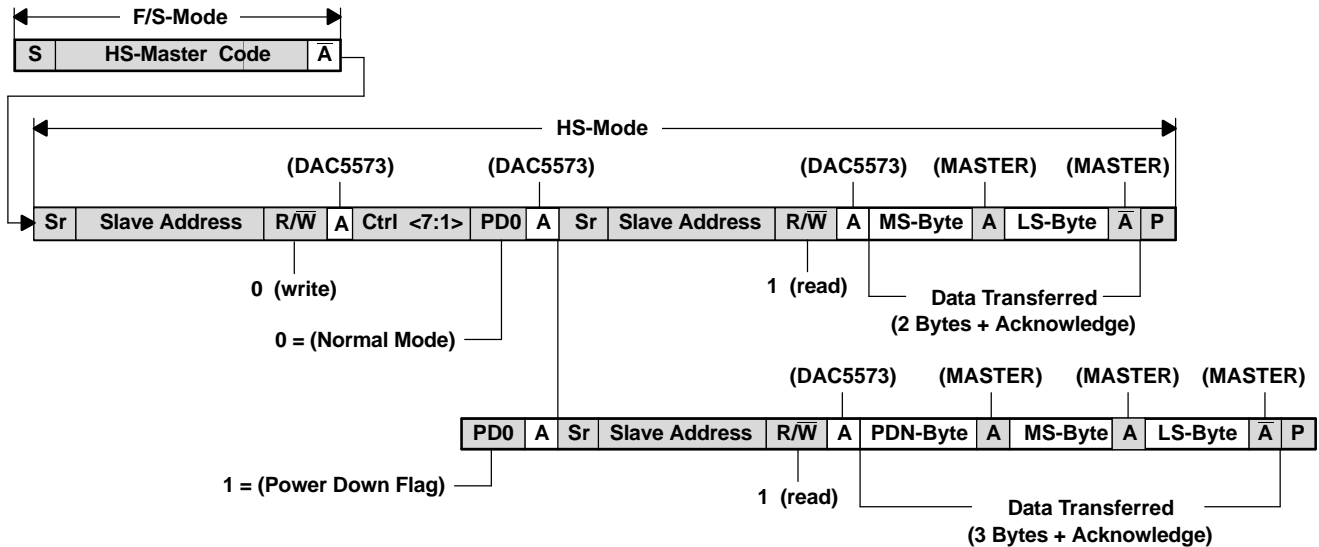 F/S-Mode
S HS-Master Code A̅
HS-Mode
(DAC5573) (DAC5573) (DAC5573) (MASTER) (MASTER)
Sr Slave Address R/W̅ A Ctrl <7:1> PD0 A Sr Slave Address R/W̅ A MS-Byte A LS-Byte A̅ P
0 (write) 1 (read) Data Transferred
(2 Bytes + Acknowledge)
0 = (Normal Mode)
(DAC5573) (MASTER) (MASTER) (MASTER)
PD0 A Sr Slave Address R/W̅ A PDN-Byte A MS-Byte A LS-Byte A̅ P
1 = (Power Down Flag) 1 (read) Data Transferred
(3 Bytes + Acknowledge)